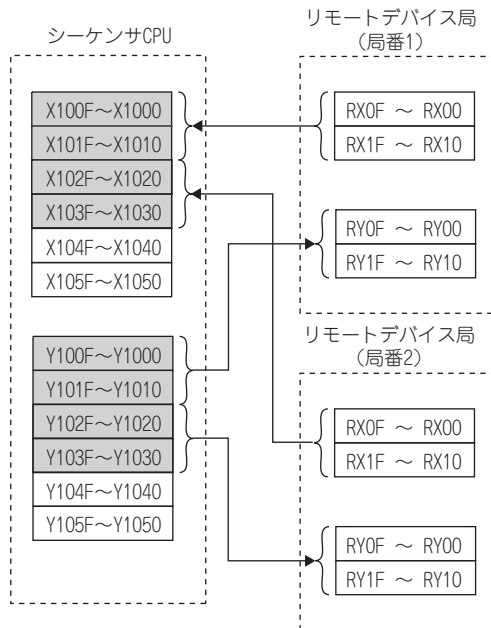 シーケンサCPU
X100F～X1000
X101F～X1010
X102F～X1020
X103F～X1030
X104F～X1040
X105F～X1050
Y100F～Y1000
Y101F～Y1010
Y102F～Y1020
Y103F～Y1030
Y104F～Y1040
Y105F～Y1050
リモートデバイス局
（局番1）
RX0F ～ RX00
RX1F ～ RX10
RY0F ～ RY00
RY1F ～ RY10
リモートデバイス局
（局番2）
RX0F ～ RX00
RX1F ～ RX10
RY0F ～ RY00
RY1F ～ RY10